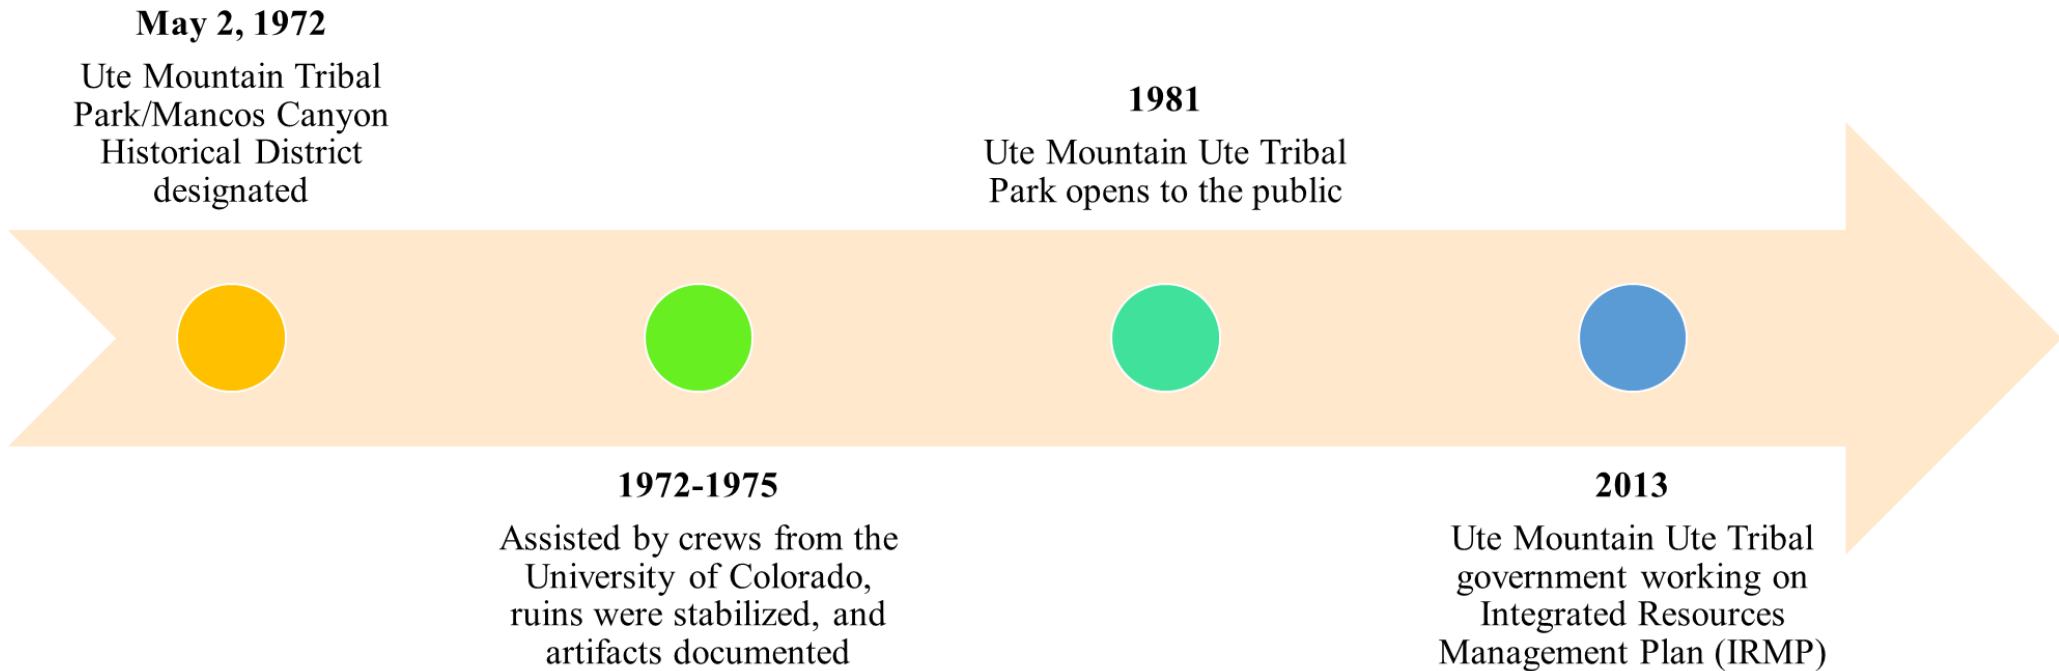 May 2, 1972
Ute Mountain Tribal
Park/Mancos Canyon
Historical District
designated
1972-1975
Assisted by crews from the
University of Colorado,
ruins were stabilized, and
artifacts documented
1981
Ute Mountain Ute Tribal
Park opens to the public
2013
Ute Mountain Ute Tribal
government working on
Integrated Resources
Management Plan (IRMP)